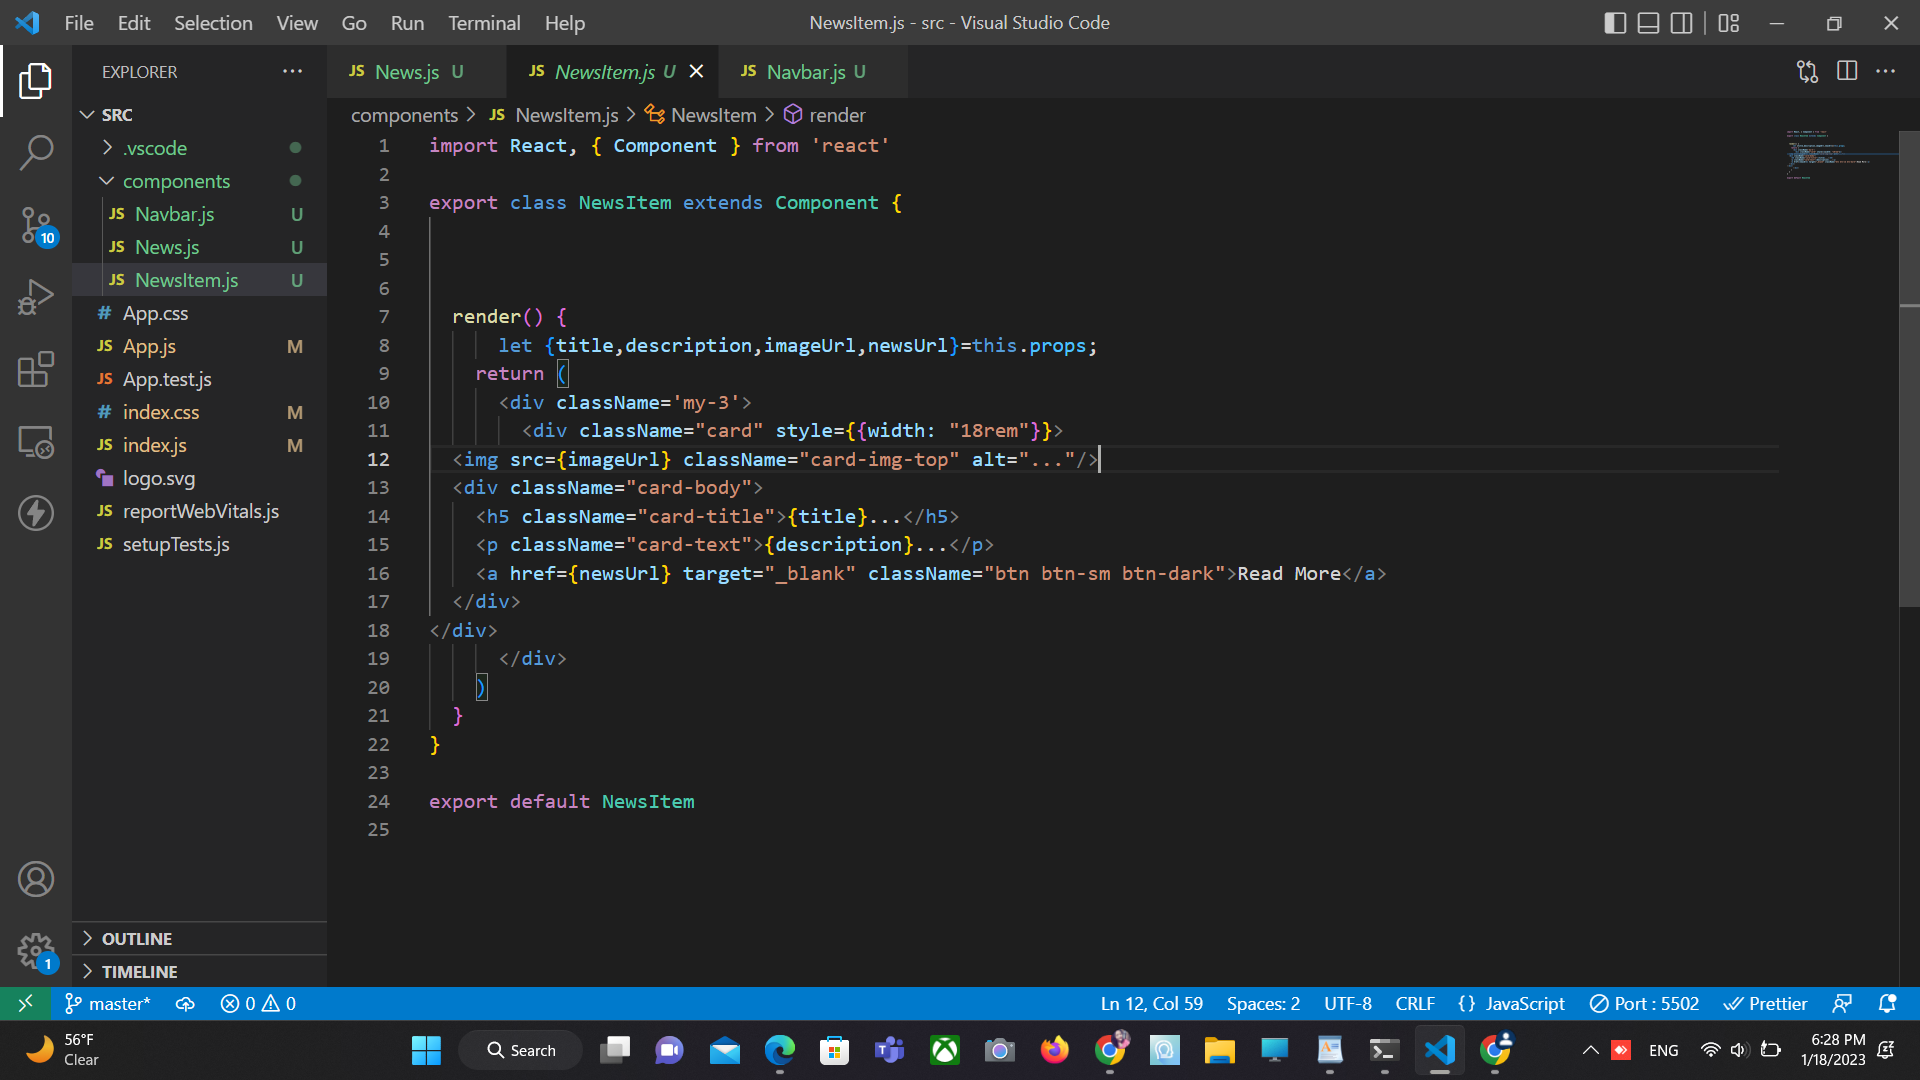 File Edit Selection View Go Run Terminal Help
NewsItem.js - src - Visual Studio Code
EXPLORER ...
JS News.js U
JS NewsItem.js U
JS Navbar.js U
SRC
.vscode
components
JS Navbar.js U
JS News.js U
JS NewsItem.js U
# App.css
JS App.js M
JS App.test.js
# index.css M
JS index.js M
logo.svg
JS reportWebVitals.js
JS setupTests.js
OUTLINE
TIMELINE
10
1
components > JS NewsItem.js > NewsItem > render
1 import React, { Component } from 'react'
2
3 export class NewsItem extends Component {
4
5
6
7 render() {
8 let {title,description,imageUrl,newsUrl}=this.props;
9 return (
10 <div className='my-3'>
11 <div className="card" style={{width: "18rem"}}>
12 <img src={imageUrl} className="card-img-top" alt="..."/>
13 <div className="card-body">
14 <h5 className="card-title">{title}...</h5>
15 <p className="card-text">{description}...</p>
16 <a href={newsUrl} target="_blank" className="btn btn-sm btn-dark">Read More</a>
17 </div>
18 </div>
19 </div>
20 )
21 }
22 }
23
24 export default NewsItem
25
master* 0 0
Ln 12, Col 59 Spaces: 2 UTF-8 CRLF {} JavaScript Port : 5502 Prettier
56°F
Clear
Search
ENG
6:28 PM
1/18/2023